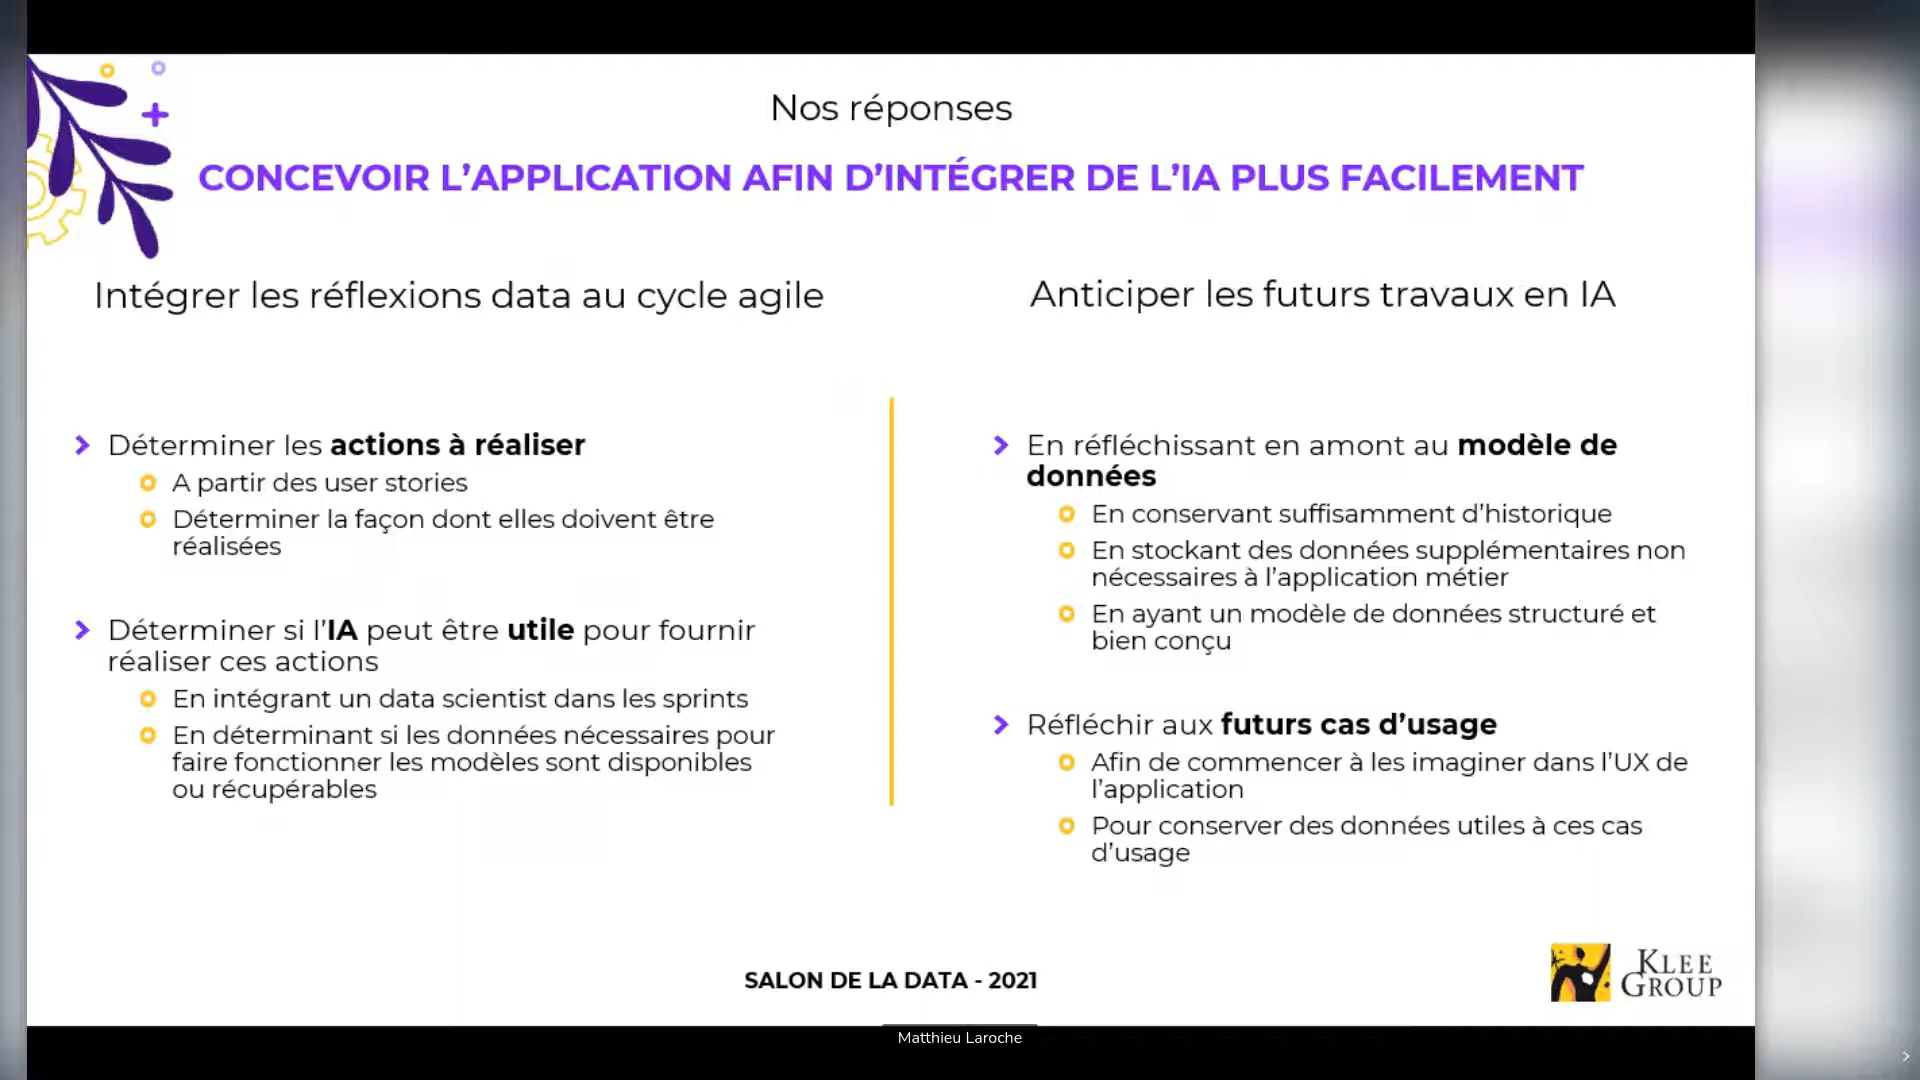 Nos réponses
CONCEVOIR L’APPLICATION AFIN D’INTÉGRER DE L’IA PLUS FACILEMENT
Intégrer les réflexions data au cycle agile
Déterminer les actions à réaliser
A partir des user stories
Déterminer la façon dont elles doivent être
réalisées
Déterminer si l’IA peut être utile pour fournir
réaliser ces actions
En intégrant un data scientist dans les sprints
En déterminant si les données nécessaires pour
faire fonctionner les modèles sont disponibles
ou récupérables
Anticiper les futurs travaux en IA
En réfléchissant en amont au modèle de
données
En conservant suffisamment d’historique
En stockant des données supplémentaires non
nécessaires à l’application métier
En ayant un modèle de données structuré et
bien conçu
Réfléchir aux futurs cas d’usage
Afin de commencer à les imaginer dans l’UX de
l’application
Pour conserver des données utiles à ces cas
d’usage
SALON DE LA DATA - 2021
KLEE
GROUP
Matthieu Laroche